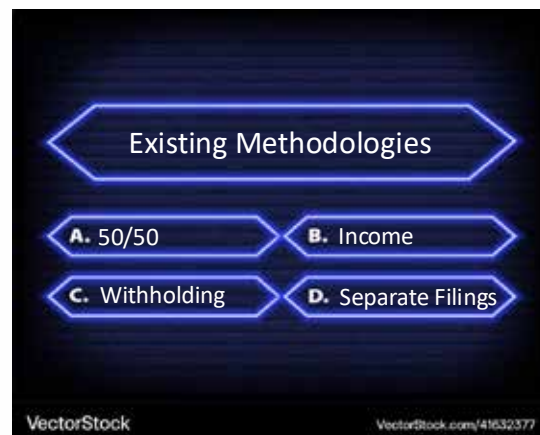 Existing Methodologies
A. 50/50
B. Income
C. Withholding
D. Separate Filings
VectorStock
VectorStock.com/41632377